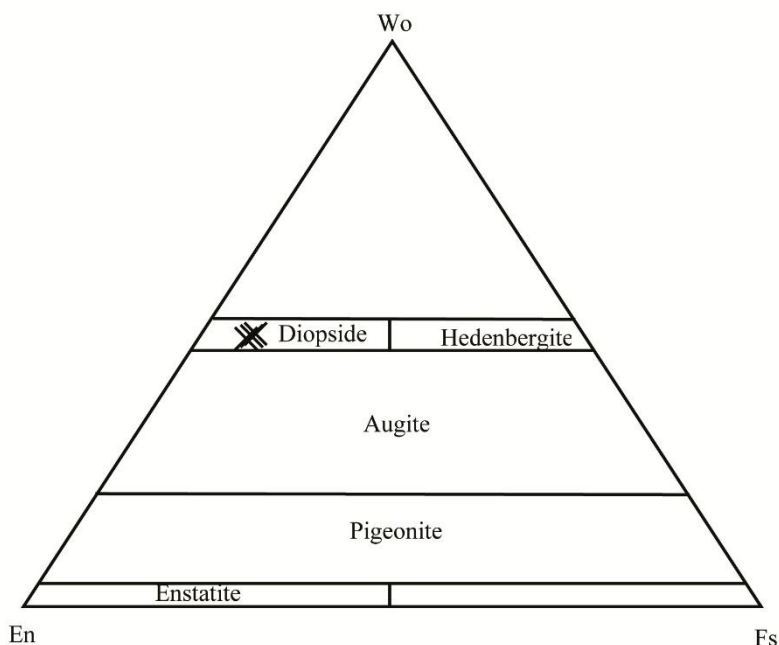 Wo
Diopside
Hedenbergite
Augite
Pigeonite
Enstatite
En
Fs